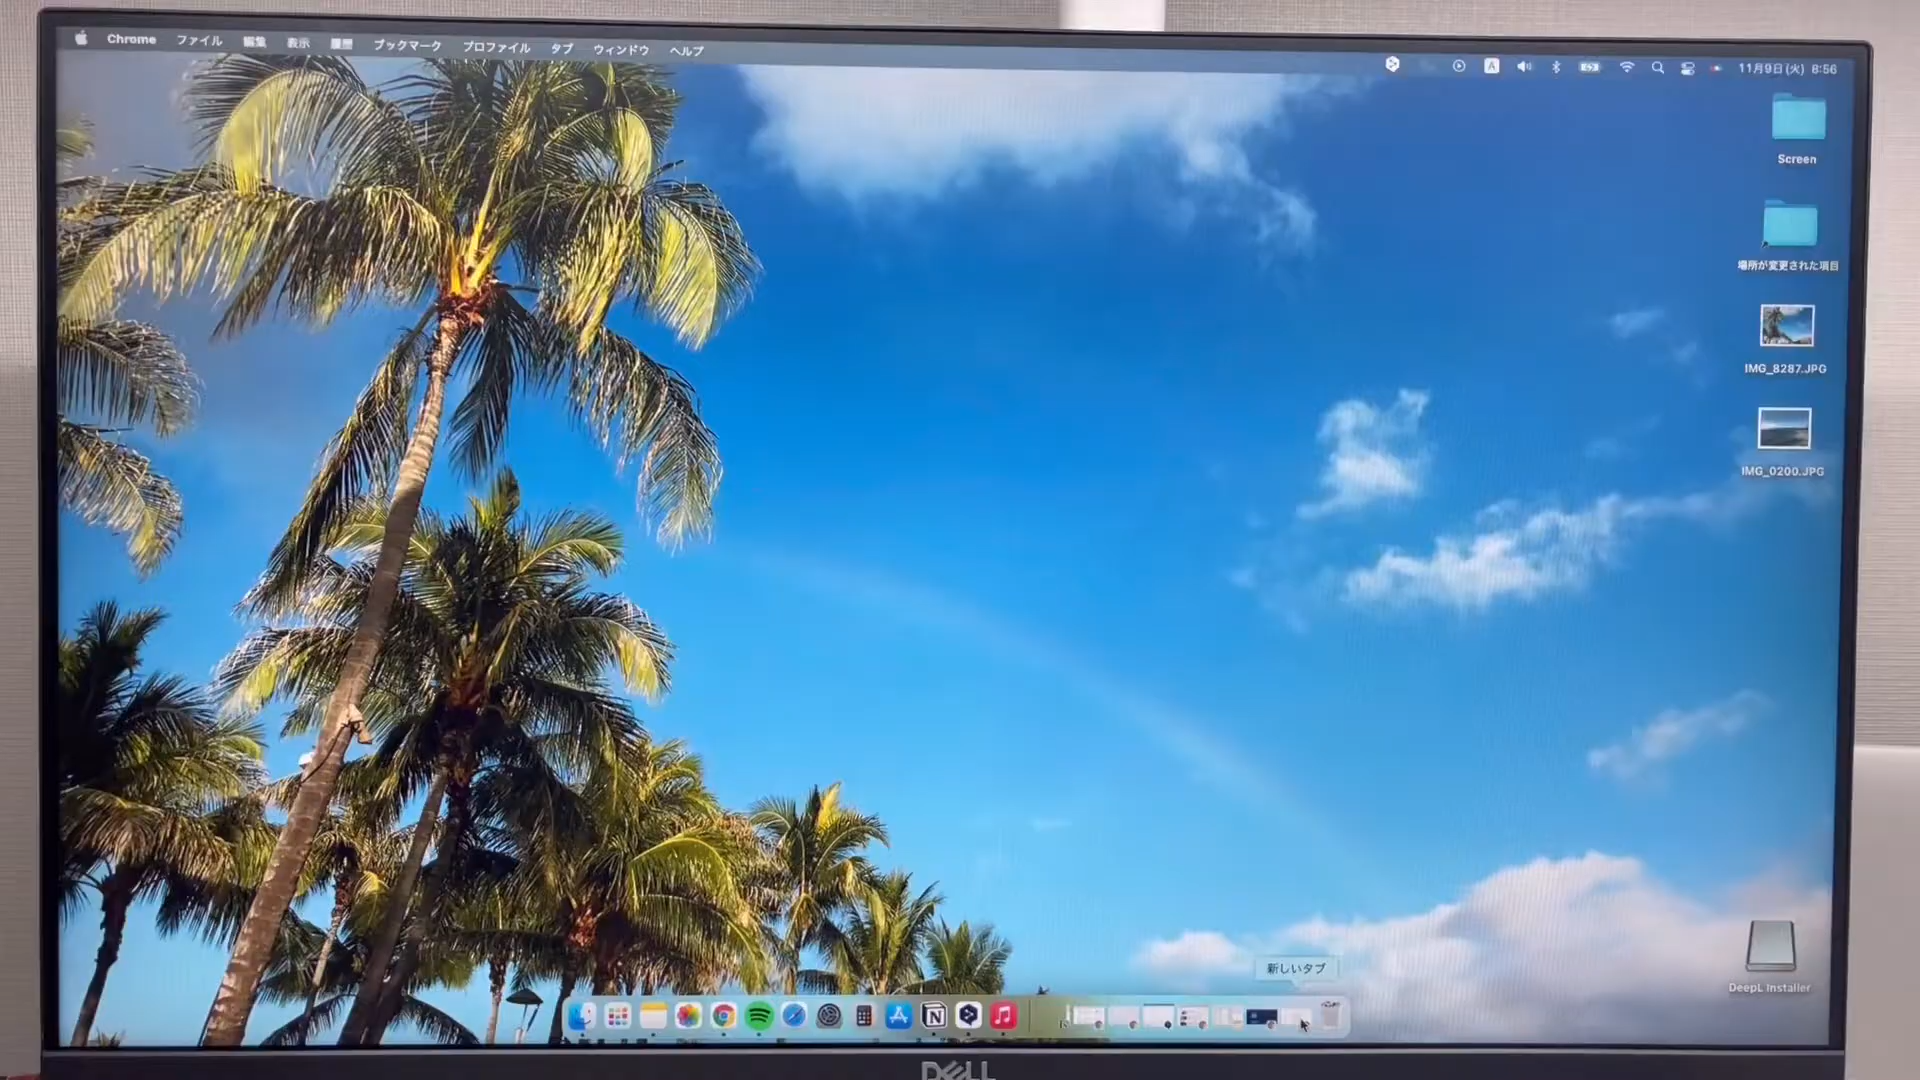 Chrome ファイル 編集 表示 履歴 ブックマーク プロファイル タブ ウィンドウ ヘルプ
A
11月9日(火) 8:56
Screen
場所が変更された項目
IMG_8287.JPG
IMG_0200.JPG
DeepL Installer
新しいタブ
DELL